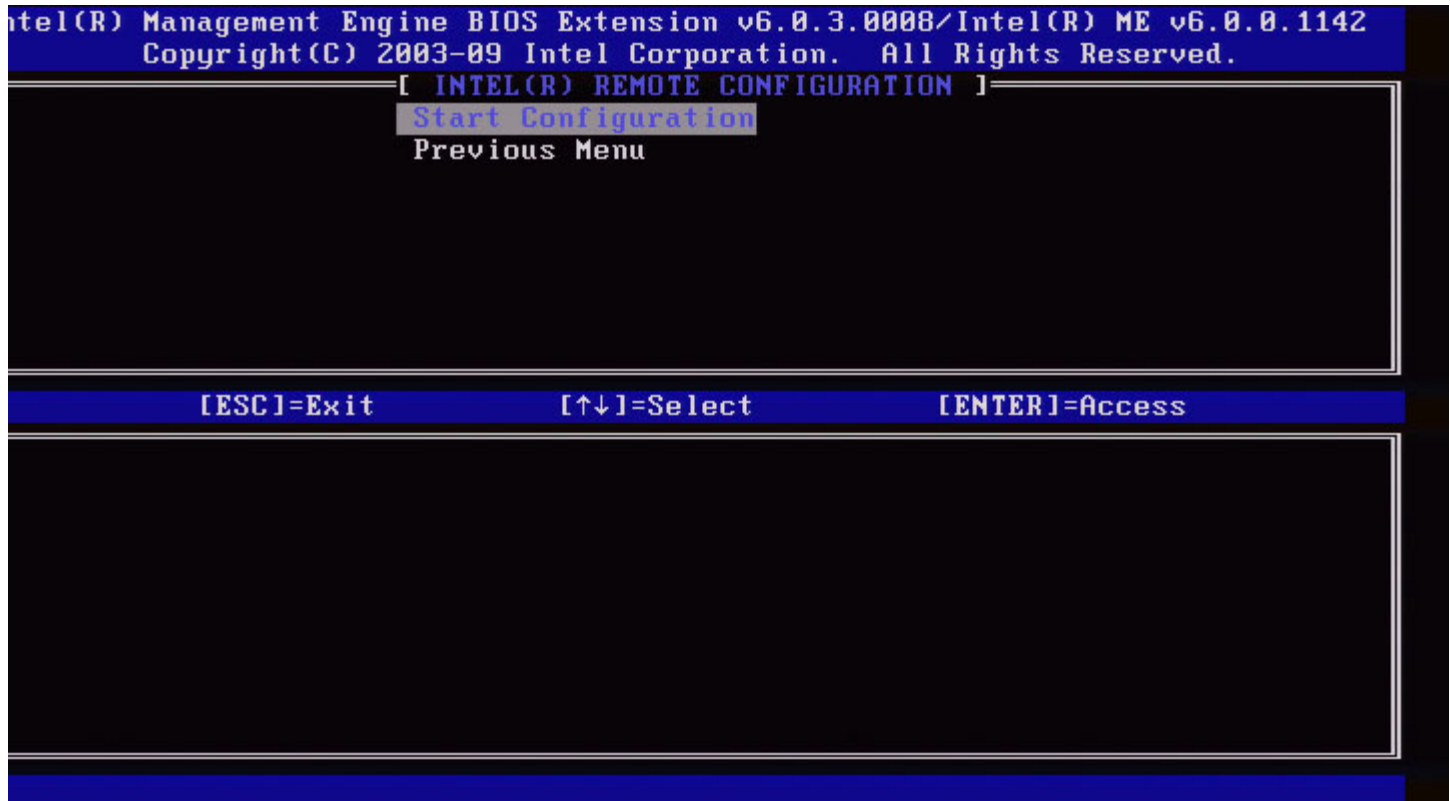 ntel(R) Management Engine BIOS Extension v6.0.3.0008/Intel(R) ME v6.0.0.1142
Copyright(C) 2003-09 Intel Corporation. All Rights Reserved.
[ INTEL(R) REMOTE CONFIGURATION ]
Start Configuration
Previous Menu
[ESC]=Exit [↑↓]=Select [ENTER]=Access